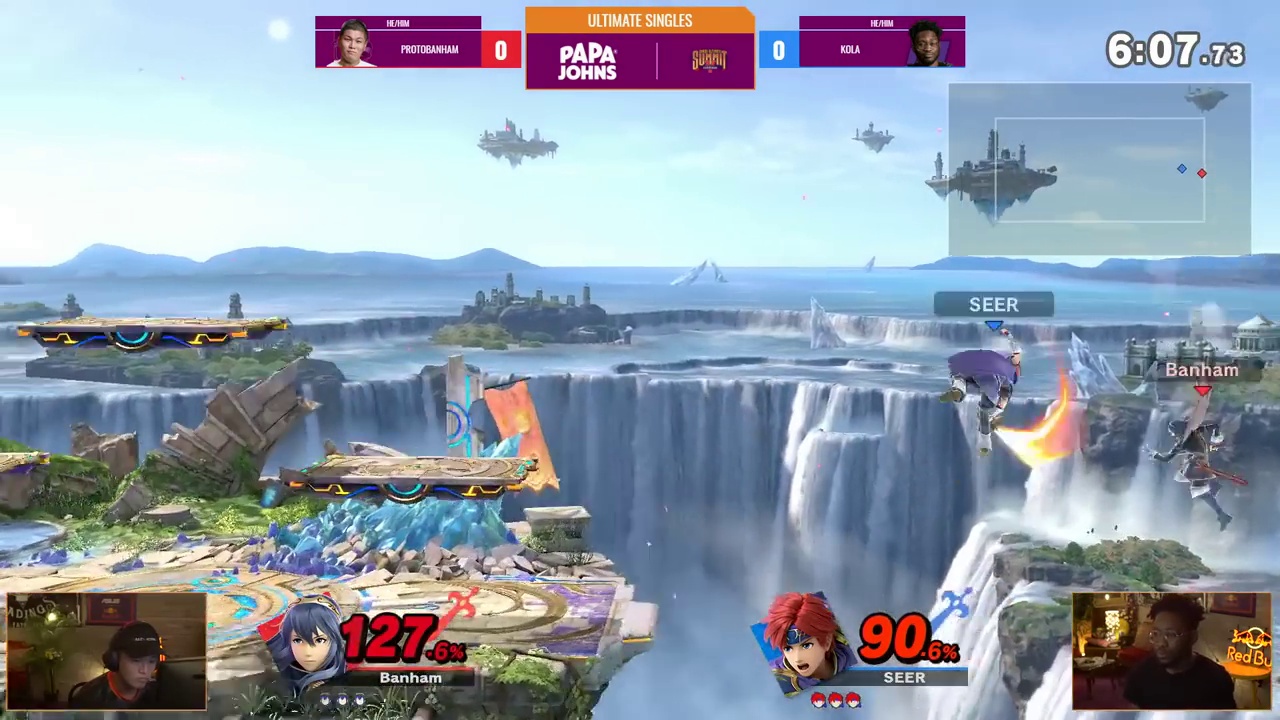 HE/HIM
PROTOBANHAM
0
ULTIMATE SINGLES
PAPA JOHNS
SUMMIT
0
HE/HIM
KOLA
6:07.73
SEER
Banham
127.6%
Banham
90.6%
SEER